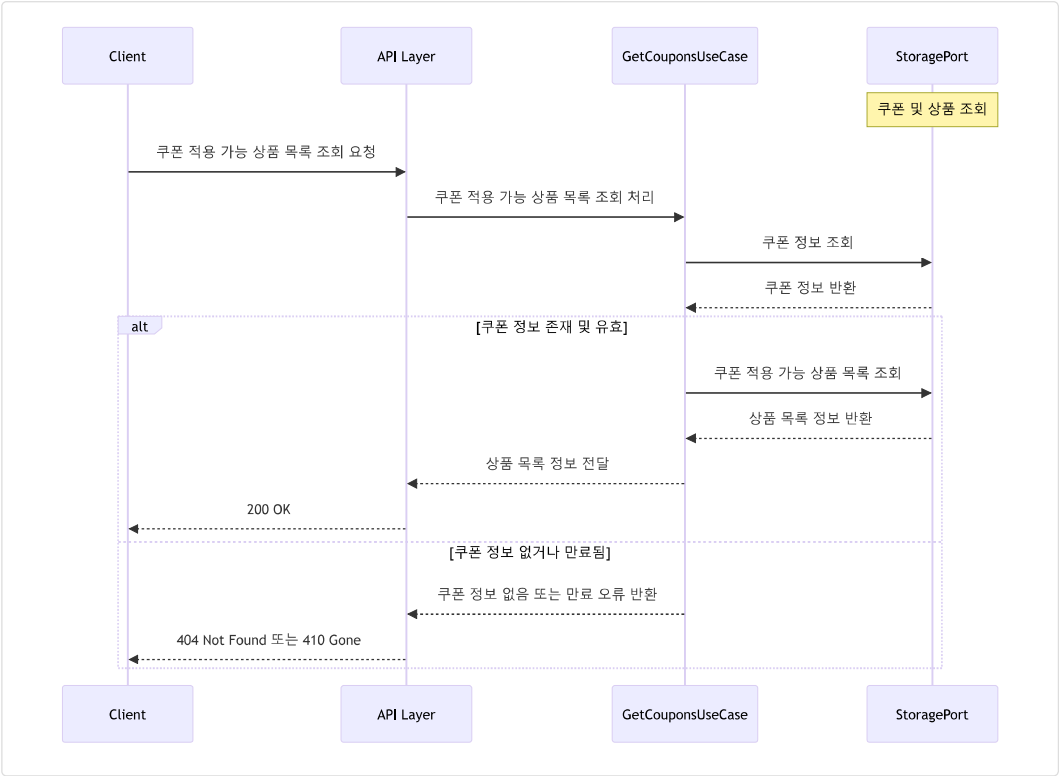 Client
API Layer
GetCouponsUseCase
StoragePort
쿠폰 및 상품 조회
쿠폰 적용 가능 상품 목록 조회 요청
쿠폰 적용 가능 상품 목록 조회 처리
쿠폰 정보 조회
쿠폰 정보 반환
alt
[쿠폰 정보 존재 및 유효]
쿠폰 적용 가능 상품 목록 조회
상품 목록 정보 반환
상품 목록 정보 전달
200 OK
[쿠폰 정보 없거나 만료됨]
쿠폰 정보 없음 또는 만료 오류 반환
404 Not Found 또는 410 Gone
Client
API Layer
GetCouponsUseCase
StoragePort